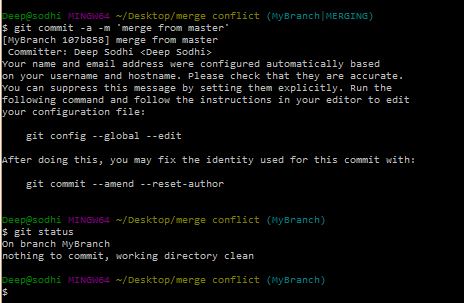 Deep@sodhi MINGW64 ~/Desktop/merge conflict (MyBranch|MERGING)
$ git commit -a -m 'merge from master'
[MyBranch 107b858] merge from master
 Committer: Deep Sodhi <Deep Sodhi>
Your name and email address were configured automatically based
on your username and hostname. Please check that they are accurate.
You can suppress this message by setting them explicitly. Run the
following command and follow the instructions in your editor to edit
your configuration file:

    git config --global --edit

After doing this, you may fix the identity used for this commit with:

    git commit --amend --reset-author

Deep@sodhi MINGW64 ~/Desktop/merge conflict (MyBranch)
$ git status
On branch MyBranch
nothing to commit, working directory clean

Deep@sodhi MINGW64 ~/Desktop/merge conflict (MyBranch)
$